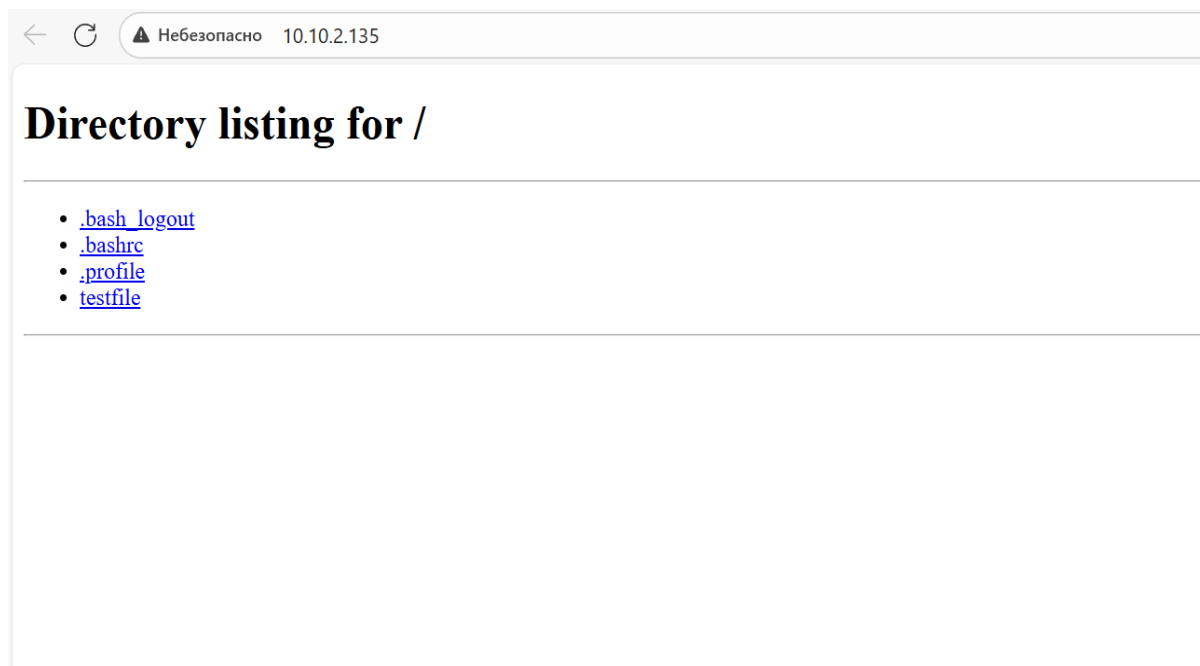 Небезопасно 10.10.2.135
Directory listing for /
.bash_logout
.bashrc
.profile
testfile